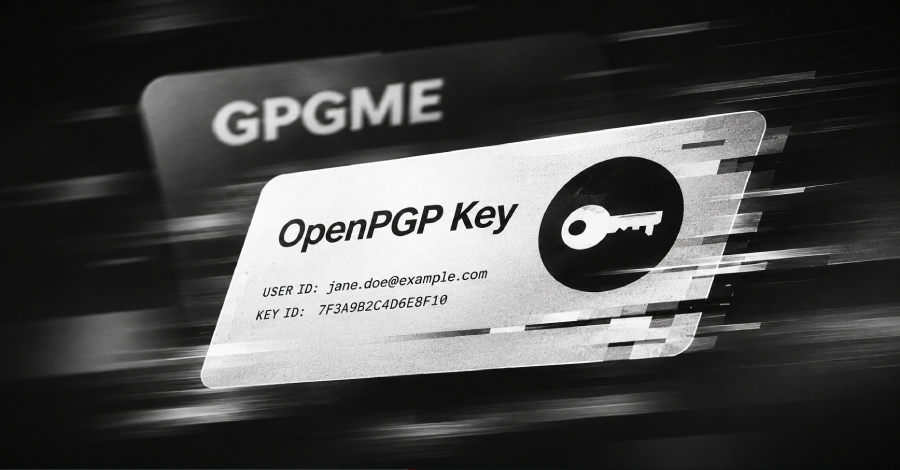 GPGME
OpenPGP Key
USER ID: jane.doe@example.com
KEY ID: 7F3A9B2C4D6E8F10